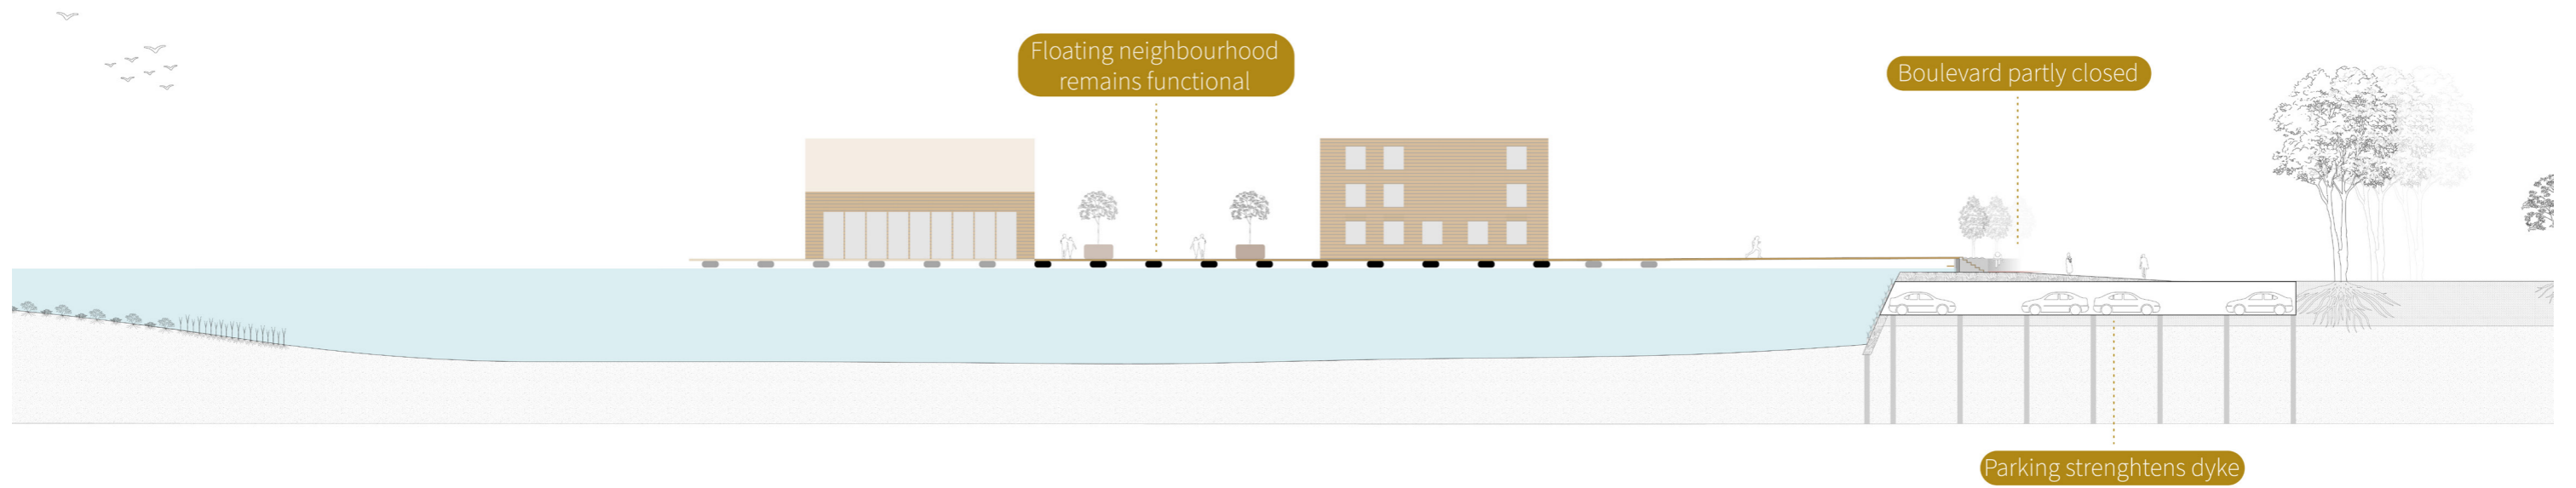 Floating neighbourhood
remains functional
Boulevard partly closed
Parking strenghtens dyke